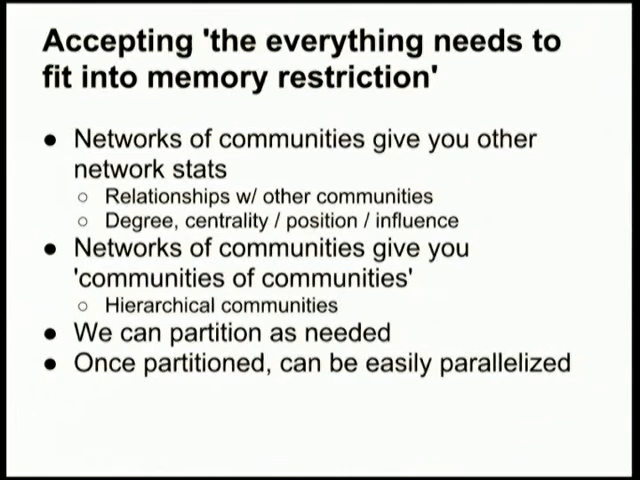 Accepting 'the everything needs to
fit into memory restriction'
● Networks of communities give you other
network stats
○ Relationships w/ other communities
○ Degree, centrality / position / influence
● Networks of communities give you
'communities of communities'
○ Hierarchical communities
● We can partition as needed
● Once partitioned, can be easily parallelized